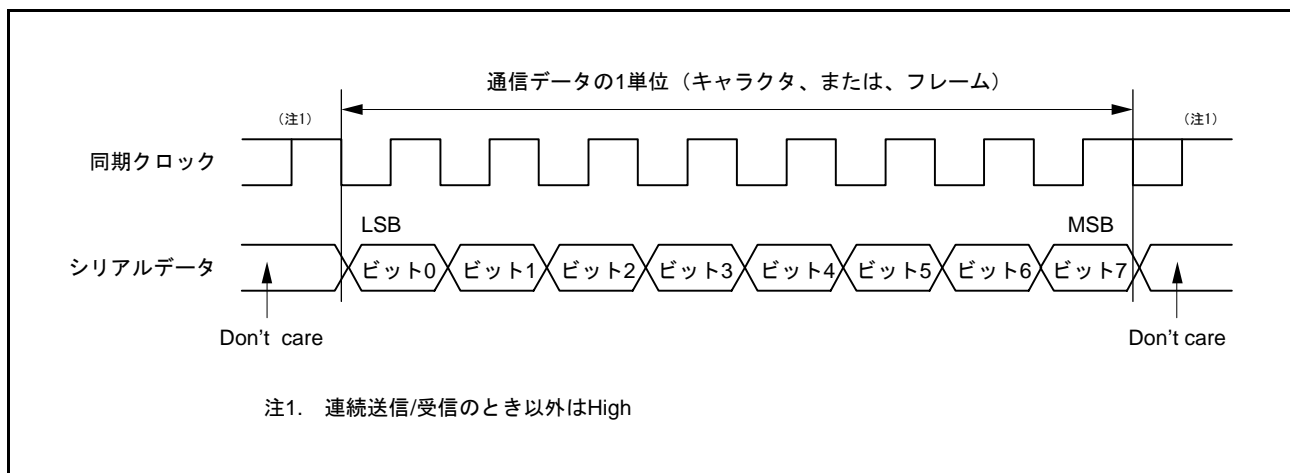 通信データの1単位（キャラクタ、または、フレーム）
（注1）
（注1）
同期クロック
LSB
MSB
シリアルデータ
ビット0
ビット1
ビット2
ビット3
ビット4
ビット5
ビット6
ビット7
Don't care
Don't care
注1. 連続送信/受信のとき以外はHigh